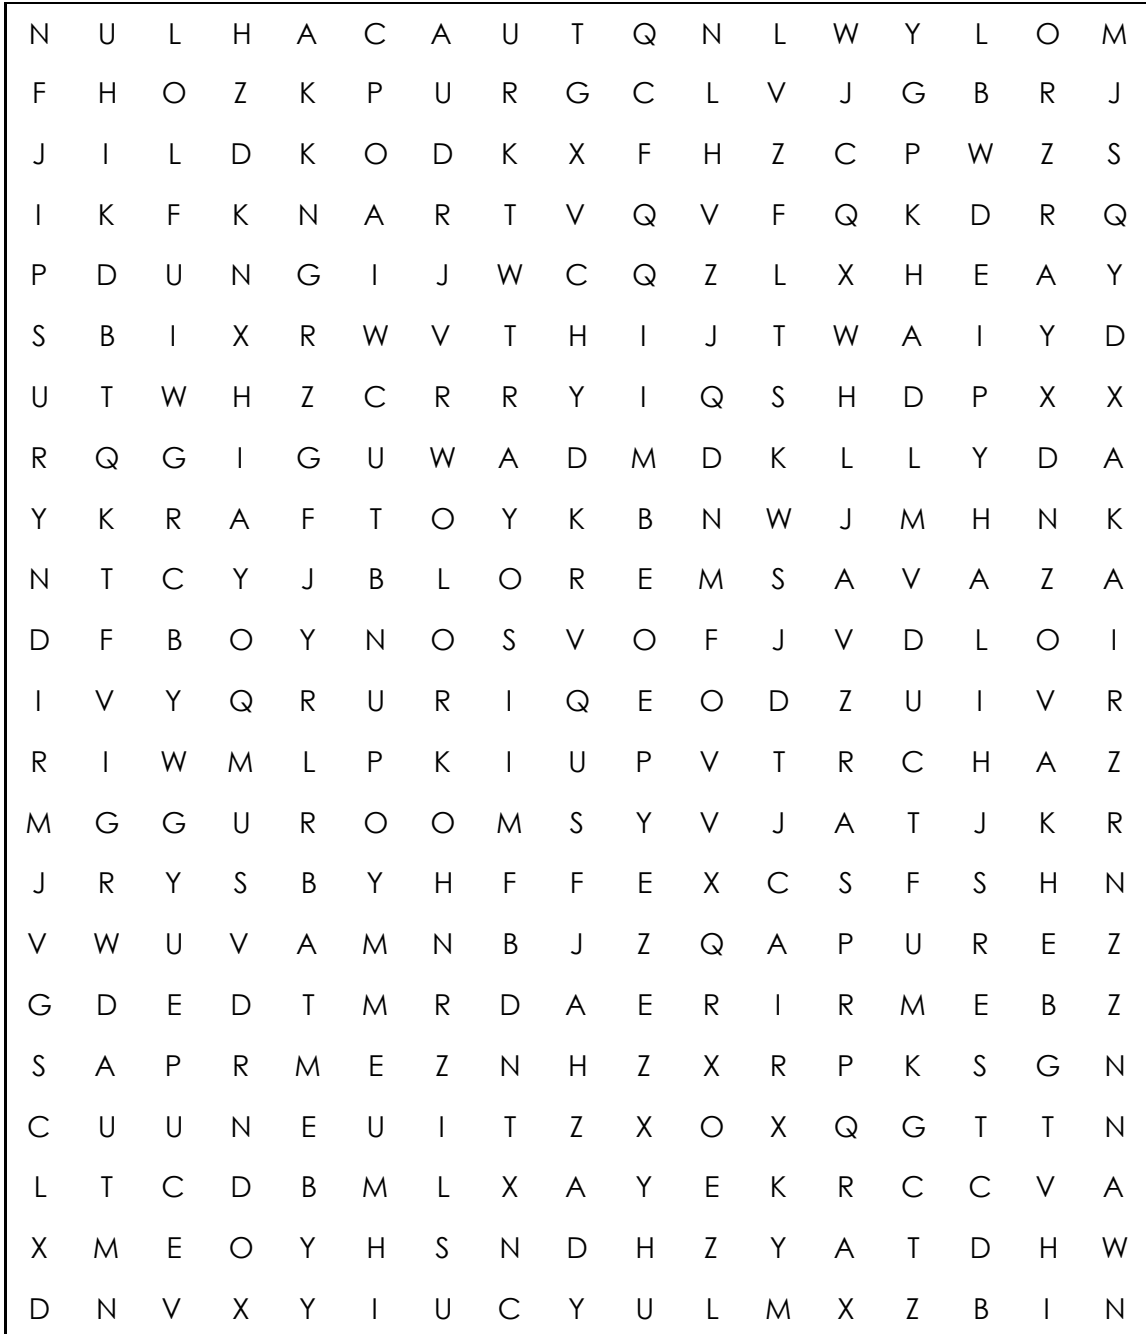 N U L H A C A U T Q N L W Y L O M
F H O Z K P U R G C L V J G B R J
J I L D K O D K X F H Z C P W Z S
I K F K N A R T V Q V F Q K D R Q
P D U N G I J W C Q Z L X H E A Y
S B I X R W V T H I J T W A I Y D
U T W H Z C R R Y I Q S H D P X X
R Q G I G U W A D M D K L L Y D A
Y K R A F T O Y K B N W J M H N K
N T C Y J B L O R E M S A V A Z A
D F B O Y N O S V O F J V D L O I
I V Y Q R U R I Q E O D Z U I V R
R I W M L P K I U P V T R C H A Z
M G G U R O O M S Y V J A T J K R
J R Y S B Y H F F E X C S F S H N
V W U V A M N B J Z Q A P U R E Z
G D E D T M R D A E R I R M E B Z
S A P R M E Z N H Z X R P K S G N
C U U N E U I T Z X O X Q G T T N
L T C D B M L X A Y E K R C C V A
X M E O Y H S N D H Z Y A T D H W
D N V X Y I U C Y U L M X Z B I N